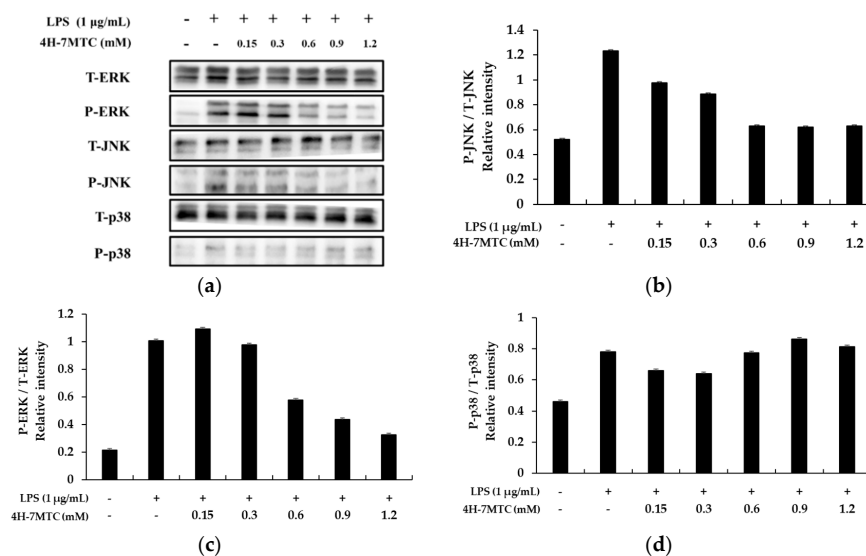 LPS (1 µg/mL) - + + + + + +
4H-7MTC (mM) - - 0.15 0.3 0.6 0.9 1.2
T-ERK
P-ERK
T-JNK
P-JNK
T-p38
P-p38
(a)
P-JNK / T-JNK
Relative intensity
1.4
1.2
1
0.8
0.6
0.4
0.2
0
LPS (1 µg/mL) - + + + + + +
4H-7MTC (mM) - - 0.15 0.3 0.6 0.9 1.2
(b)
P-ERK / T-ERK
Relative intensity
1.2
1
0.8
0.6
0.4
0.2
0
LPS (1 µg/mL) - + + + + + +
4H-7MTC (mM) - - 0.15 0.3 0.6 0.9 1.2
(c)
P-p38 / T-p38
Relative intensity
1
0.8
0.6
0.4
0.2
0
LPS (1 µg/mL) - + + + + + +
4H-7MTC (mM) - - 0.15 0.3 0.6 0.9 1.2
(d)